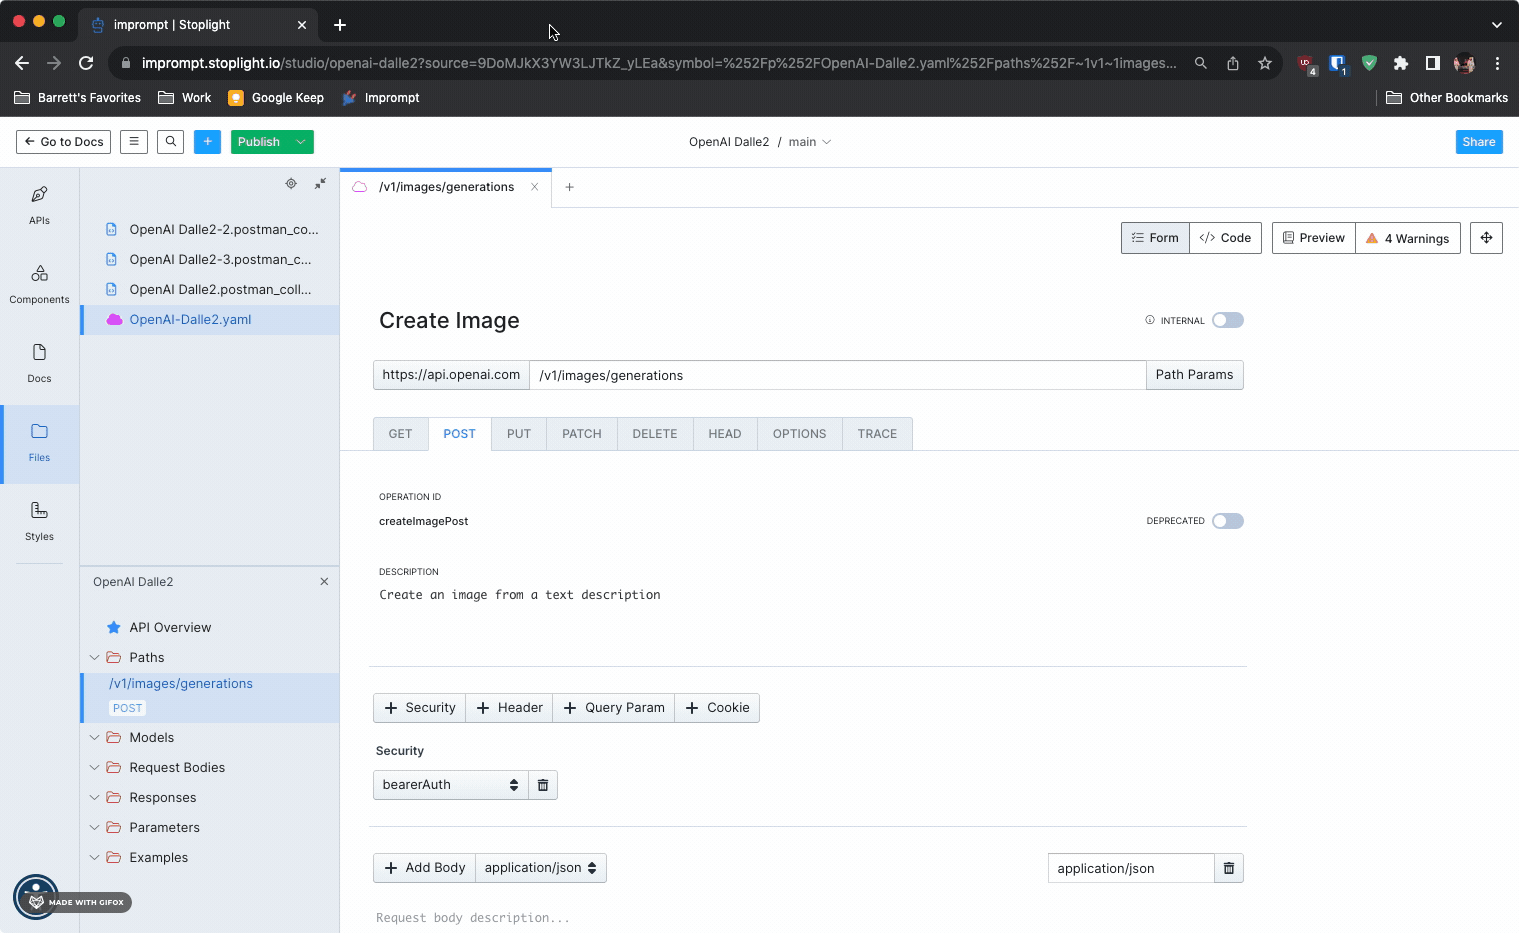 imprompt | Stoplight
imprompt.stoplight.io/studio/openai-dalle2?source=9DoMJkX3YW3LJTkZ_yLEa&symbol=%252Fp%252FOpenAI-Dalle2.yaml%252Fpaths%252F~1v1~1images...
4
1
Barrett's Favorites
Work
Google Keep
Imprompt
Other Bookmarks
Go to Docs
Publish
OpenAI Dalle2 / main
Share
APIs
Components
Docs
Files
Styles
OpenAI Dalle2-2.postman_co...
OpenAI Dalle2-3.postman_c...
OpenAI Dalle2.postman_coll...
OpenAI-Dalle2.yaml
OpenAI Dalle2
API Overview
Paths
/v1/images/generations
POST
Models
Request Bodies
Responses
Parameters
Examples
MADE WITH GIFOX
/v1/images/generations
Form
</> Code
Preview
4 Warnings
Create Image
INTERNAL
https://api.openai.com
/v1/images/generations
Path Params
GET
POST
PUT
PATCH
DELETE
HEAD
OPTIONS
TRACE
OPERATION ID
createImagePost
DEPRECATED
DESCRIPTION
Create an image from a text description
+ Security
+ Header
+ Query Param
+ Cookie
Security
bearerAuth
+ Add Body
application/json
application/json
Request body description...